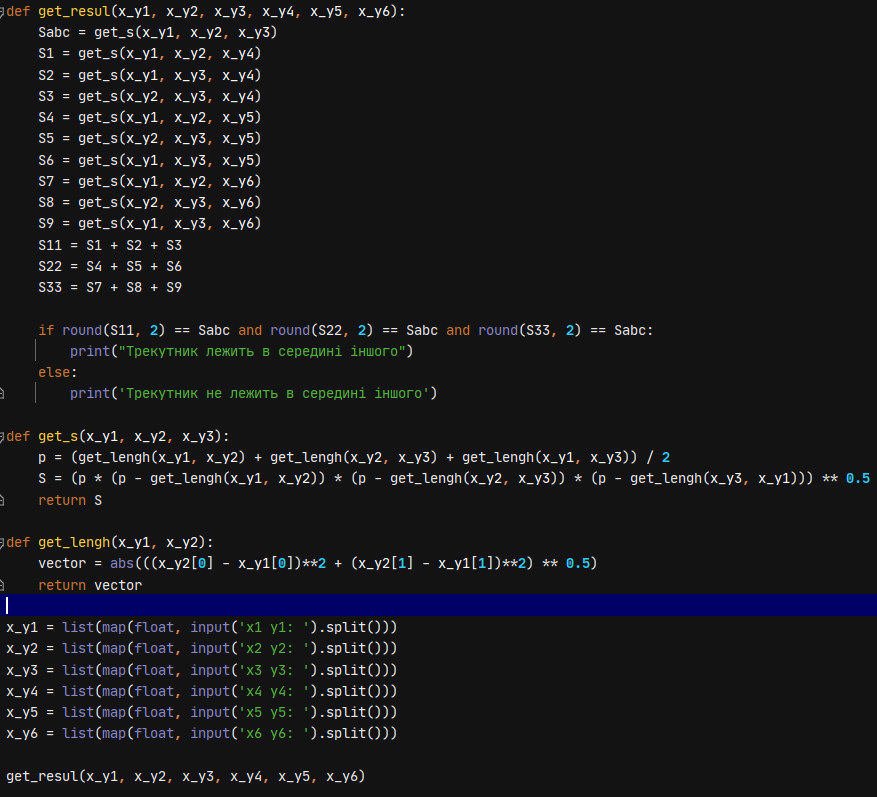 def get_resul(x_y1, x_y2, x_y3, x_y4, x_y5, x_y6):
    Sabc = get_s(x_y1, x_y2, x_y3)
    S1 = get_s(x_y1, x_y2, x_y4)
    S2 = get_s(x_y1, x_y3, x_y4)
    S3 = get_s(x_y2, x_y3, x_y4)
    S4 = get_s(x_y1, x_y2, x_y5)
    S5 = get_s(x_y2, x_y3, x_y5)
    S6 = get_s(x_y1, x_y3, x_y5)
    S7 = get_s(x_y1, x_y2, x_y6)
    S8 = get_s(x_y2, x_y3, x_y6)
    S9 = get_s(x_y1, x_y3, x_y6)
    S11 = S1 + S2 + S3
    S22 = S4 + S5 + S6
    S33 = S7 + S8 + S9

    if round(S11, 2) == Sabc and round(S22, 2) == Sabc and round(S33, 2) == Sabc:
        print("Трекутник лежить в середині іншого")
    else:
        print('Трекутник не лежить в середині іншого')

def get_s(x_y1, x_y2, x_y3):
    p = (get_lengh(x_y1, x_y2) + get_lengh(x_y2, x_y3) + get_lengh(x_y1, x_y3)) / 2
    S = (p * (p - get_lengh(x_y1, x_y2)) * (p - get_lengh(x_y2, x_y3)) * (p - get_lengh(x_y3, x_y1))) ** 0.5
    return S

def get_lengh(x_y1, x_y2):
    vector = abs(((x_y2[0] - x_y1[0])**2 + (x_y2[1] - x_y1[1])**2) ** 0.5)
    return vector

x_y1 = list(map(float, input('x1 y1: ').split()))
x_y2 = list(map(float, input('x2 y2: ').split()))
x_y3 = list(map(float, input('x3 y3: ').split()))
x_y4 = list(map(float, input('x4 y4: ').split()))
x_y5 = list(map(float, input('x5 y5: ').split()))
x_y6 = list(map(float, input('x6 y6: ').split()))

get_resul(x_y1, x_y2, x_y3, x_y4, x_y5, x_y6)